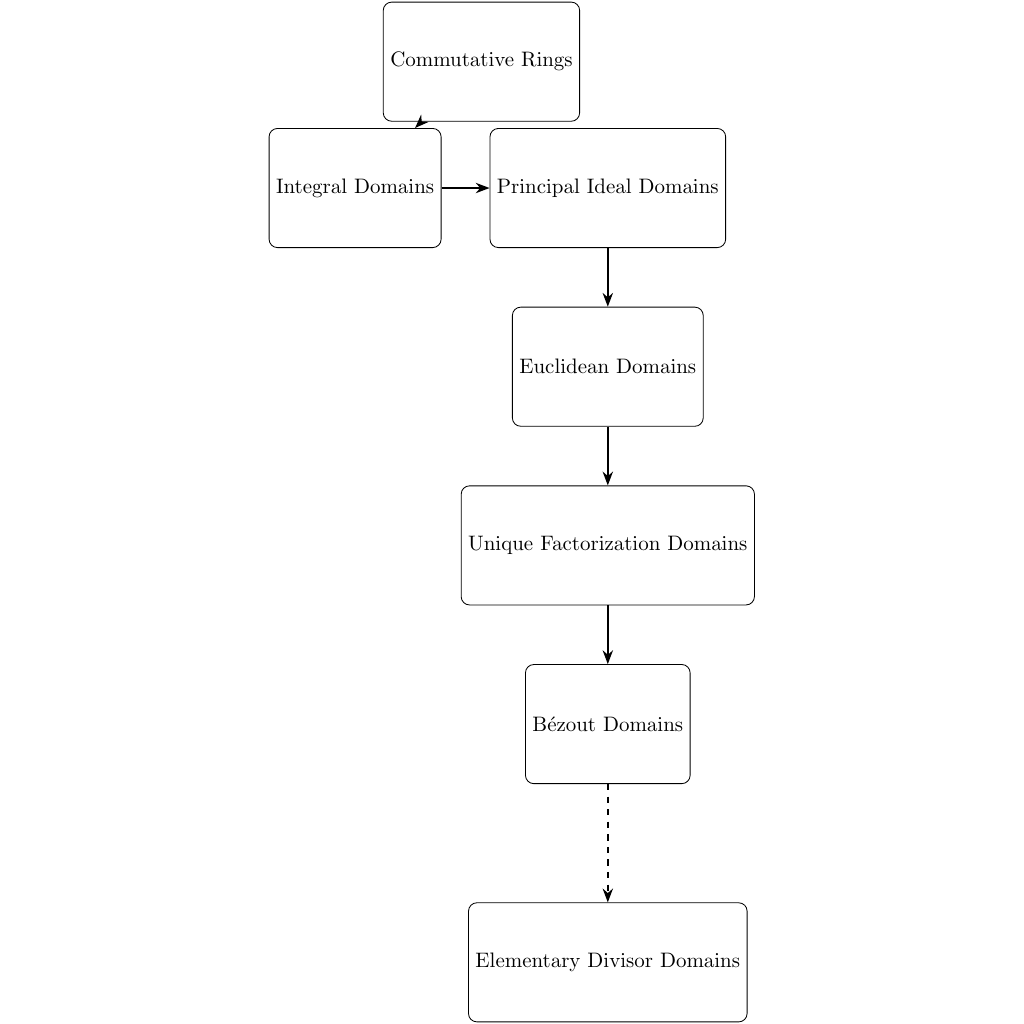 Commutative Rings
Integral Domains
Principal Ideal Domains
Euclidean Domains
Unique Factorization Domains
Bézout Domains
Elementary Divisor Domains